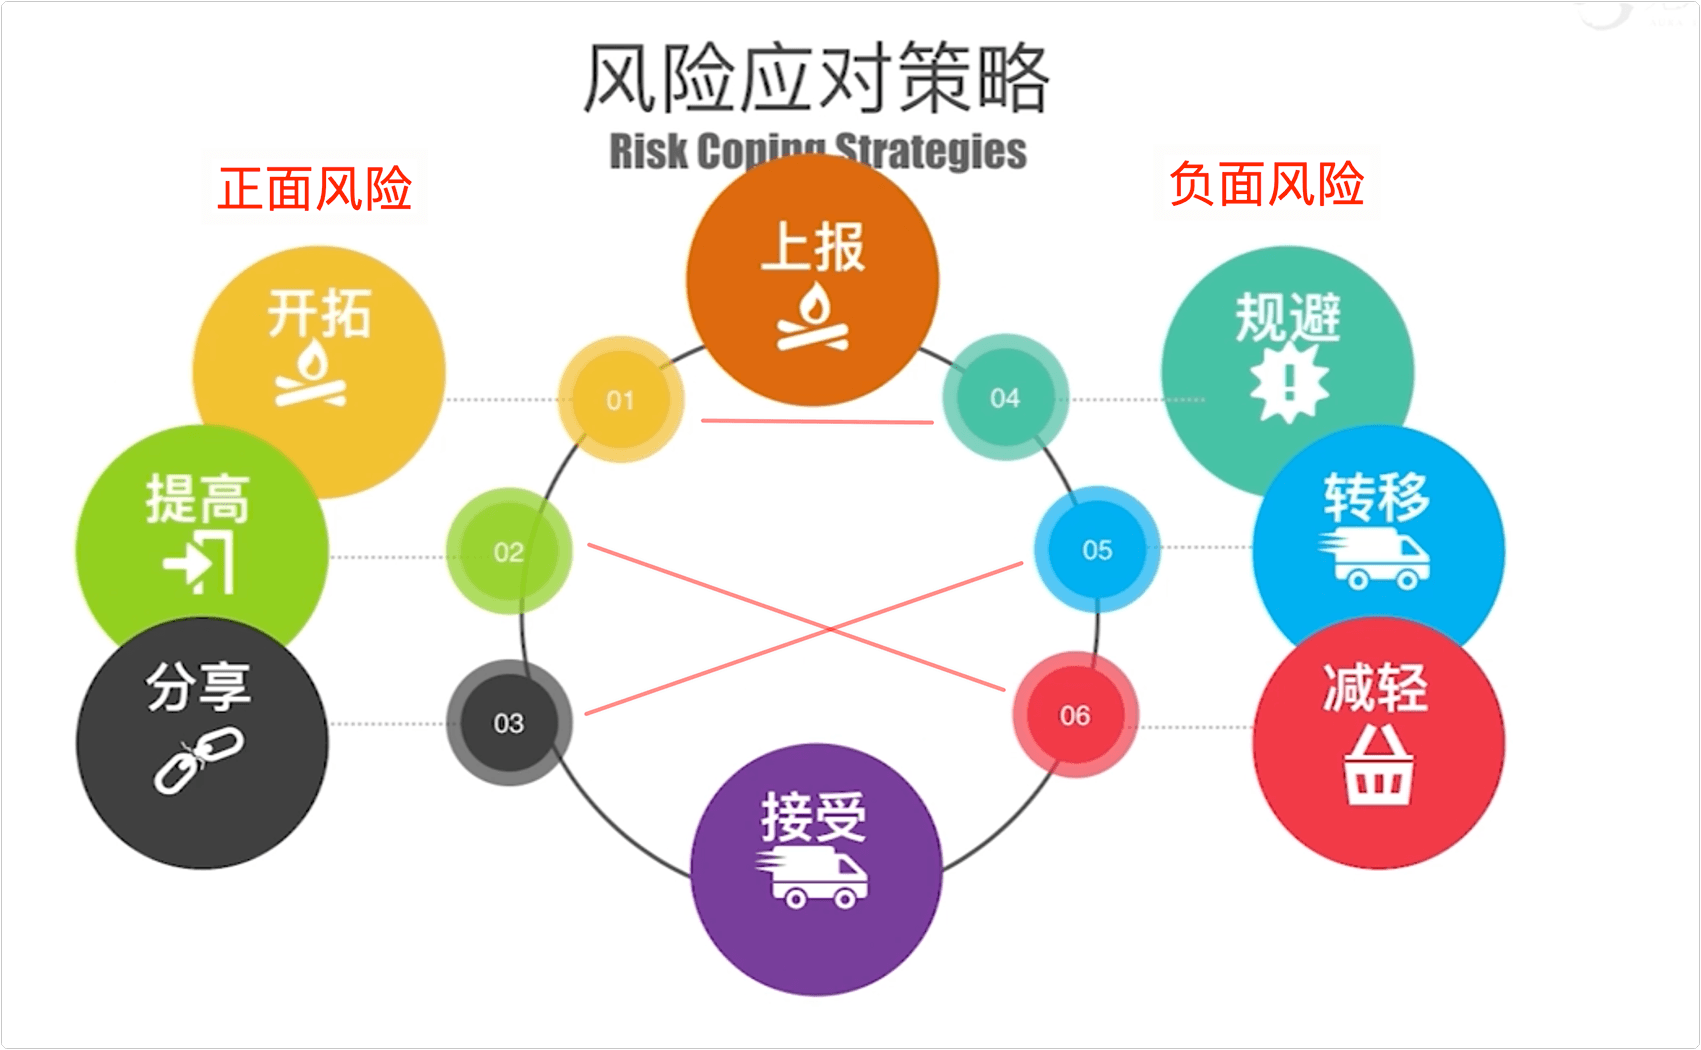 风险应对策略
Risk Coping Strategies
正面风险
负面风险
上报
开拓
规避
01
04
提高
转移
02
05
分享
减轻
03
06
接受